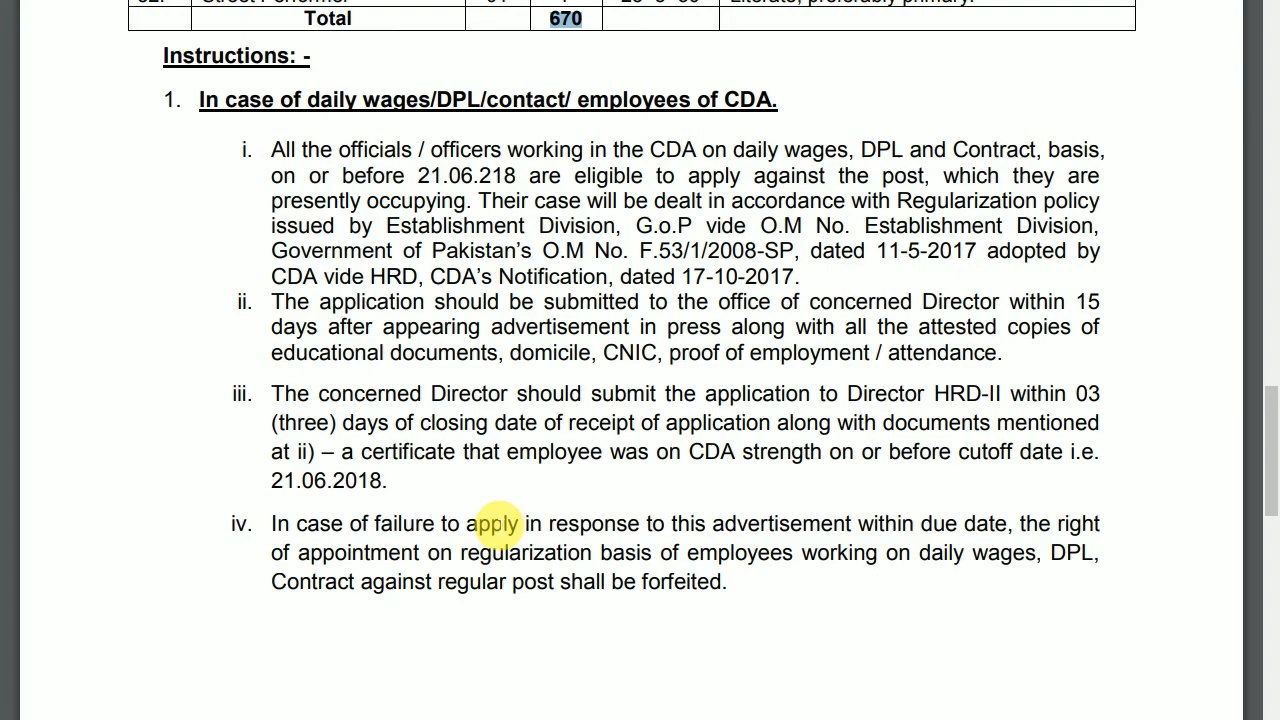 Total 670
Instructions: -
1. In case of daily wages/DPL/contact/ employees of CDA.
i. All the officials / officers working in the CDA on daily wages, DPL and Contract, basis,
on or before 21.06.218 are eligible to apply against the post, which they are
presently occupying. Their case will be dealt in accordance with Regularization policy
issued by Establishment Division, G.o.P vide O.M No. Establishment Division,
Government of Pakistan's O.M No. F.53/1/2008-SP, dated 11-5-2017 adopted by
CDA vide HRD, CDA's Notification, dated 17-10-2017.
ii. The application should be submitted to the office of concerned Director within 15
days after appearing advertisement in press along with all the attested copies of
educational documents, domicile, CNIC, proof of employment / attendance.
iii. The concerned Director should submit the application to Director HRD-II within 03
(three) days of closing date of receipt of application along with documents mentioned
at ii) – a certificate that employee was on CDA strength on or before cutoff date i.e.
21.06.2018.
iv. In case of failure to apply in response to this advertisement within due date, the right
of appointment on regularization basis of employees working on daily wages, DPL,
Contract against regular post shall be forfeited.